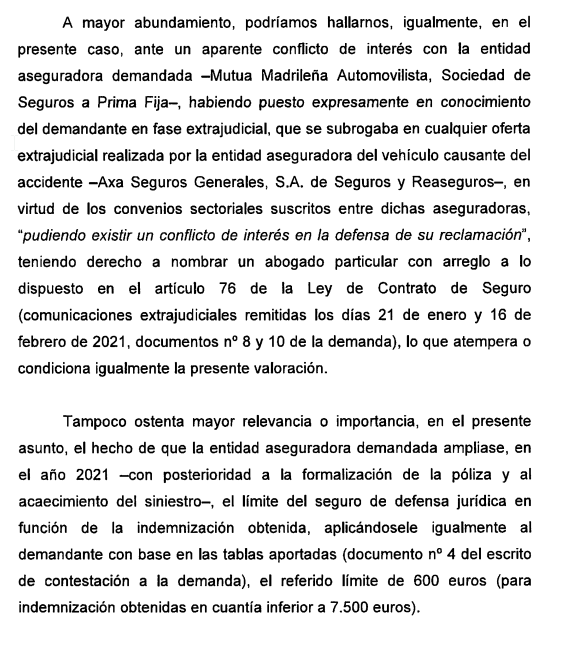 A mayor abundamiento, podríamos hallarnos, igualmente, en el
presente caso, ante un aparente conflicto de interés con la entidad
aseguradora demandada –Mutua Madrileña Automovilista, Sociedad de
Seguros a Prima Fija–, habiendo puesto expresamente en conocimiento
del demandante en fase extrajudicial, que se subrogaba en cualquier oferta
extrajudicial realizada por la entidad aseguradora del vehículo causante del
accidente –Axa Seguros Generales, S.A. de Seguros y Reaseguros–, en
virtud de los convenios sectoriales suscritos entre dichas aseguradoras,
“pudiendo existir un conflicto de interés en la defensa de su reclamación”,
teniendo derecho a nombrar un abogado particular con arreglo a lo
dispuesto en el artículo 76 de la Ley de Contrato de Seguro
(comunicaciones extrajudiciales remitidas los días 21 de enero y 16 de
febrero de 2021, documentos nº 8 y 10 de la demanda), lo que atempera o
condiciona igualmente la presente valoración.
Tampoco ostenta mayor relevancia o importancia, en el presente
asunto, el hecho de que la entidad aseguradora demandada ampliase, en
el año 2021 –con posterioridad a la formalización de la póliza y al
acaecimiento del siniestro–, el límite del seguro de defensa jurídica en
función de la indemnización obtenida, aplicándosele igualmente al
demandante con base en las tablas aportadas (documento nº 4 del escrito
de contestación a la demanda), el referido límite de 600 euros (para
indemnización obtenidas en cuantía inferior a 7.500 euros).